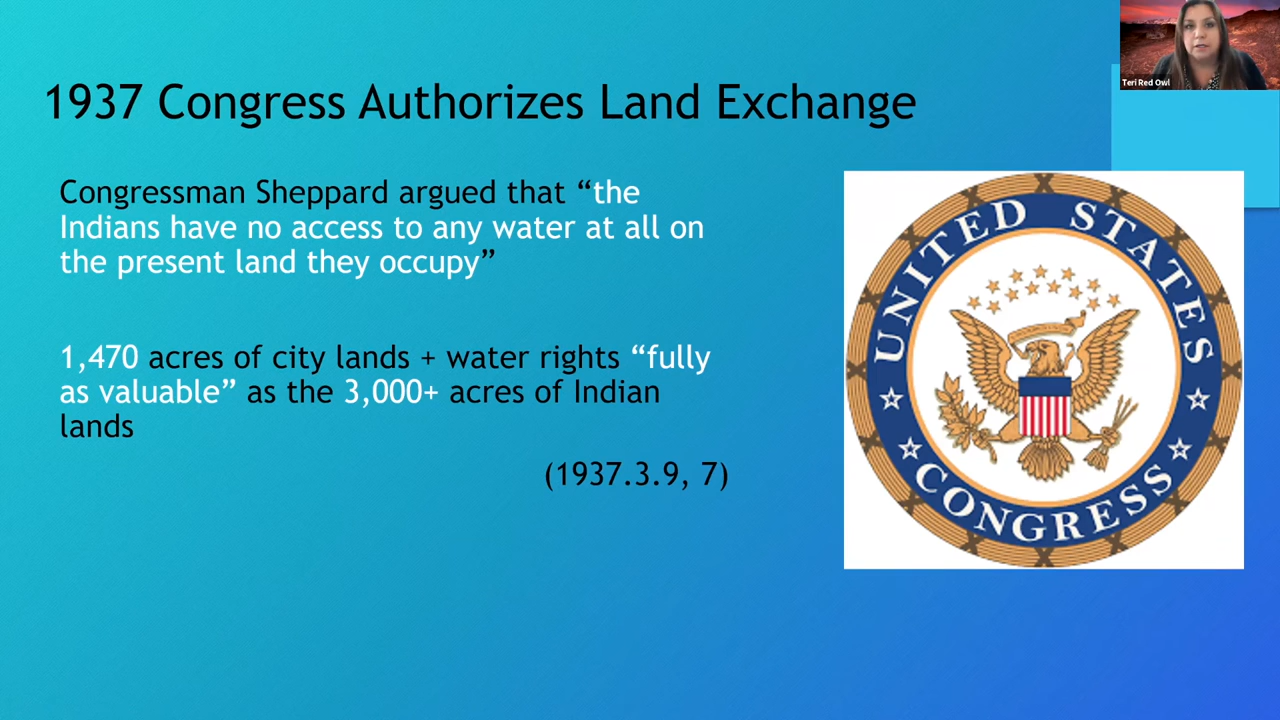 Teri Red Owl
1937 Congress Authorizes Land Exchange
Congressman Sheppard argued that “the
Indians have no access to any water at all on
the present land they occupy”
1,470 acres of city lands + water rights “fully
as valuable” as the 3,000+ acres of Indian
lands
(1937.3.9, 7)
UNITED STATES
CONGRESS